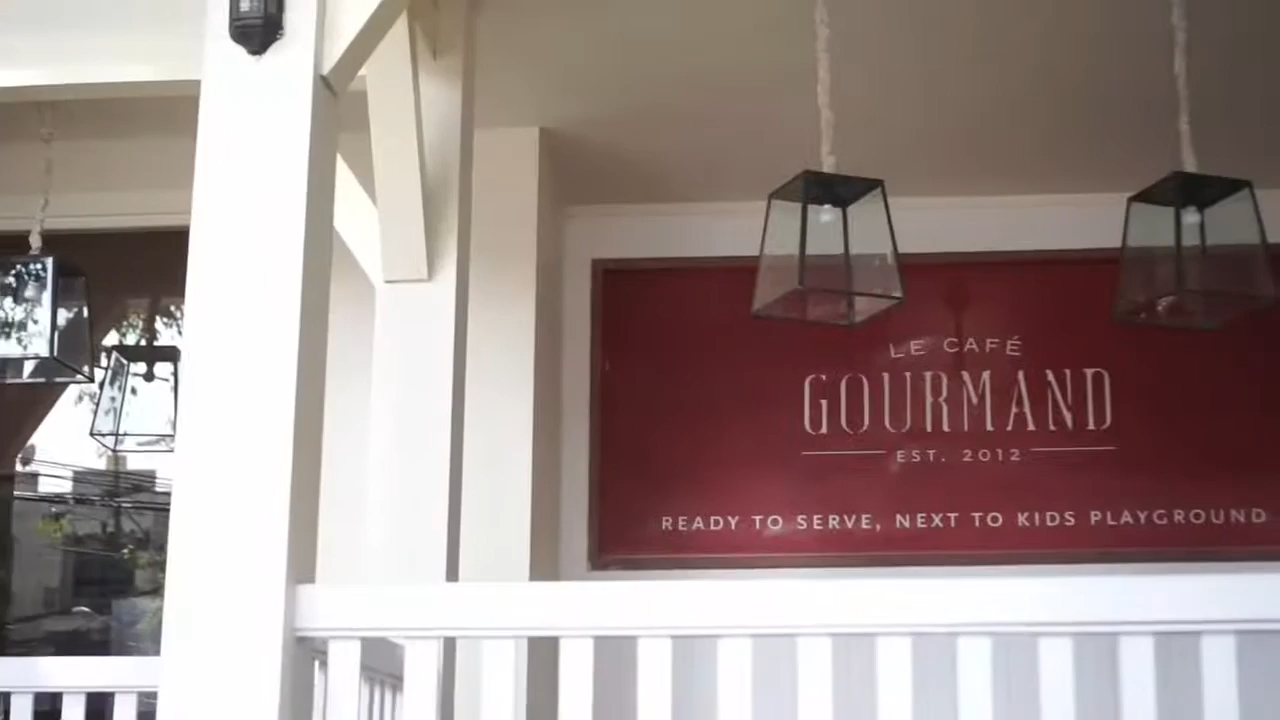 LE CAFÉ
GOURMAND
EST. 2012
READY TO SERVE, NEXT TO KIDS PLAYGROUND